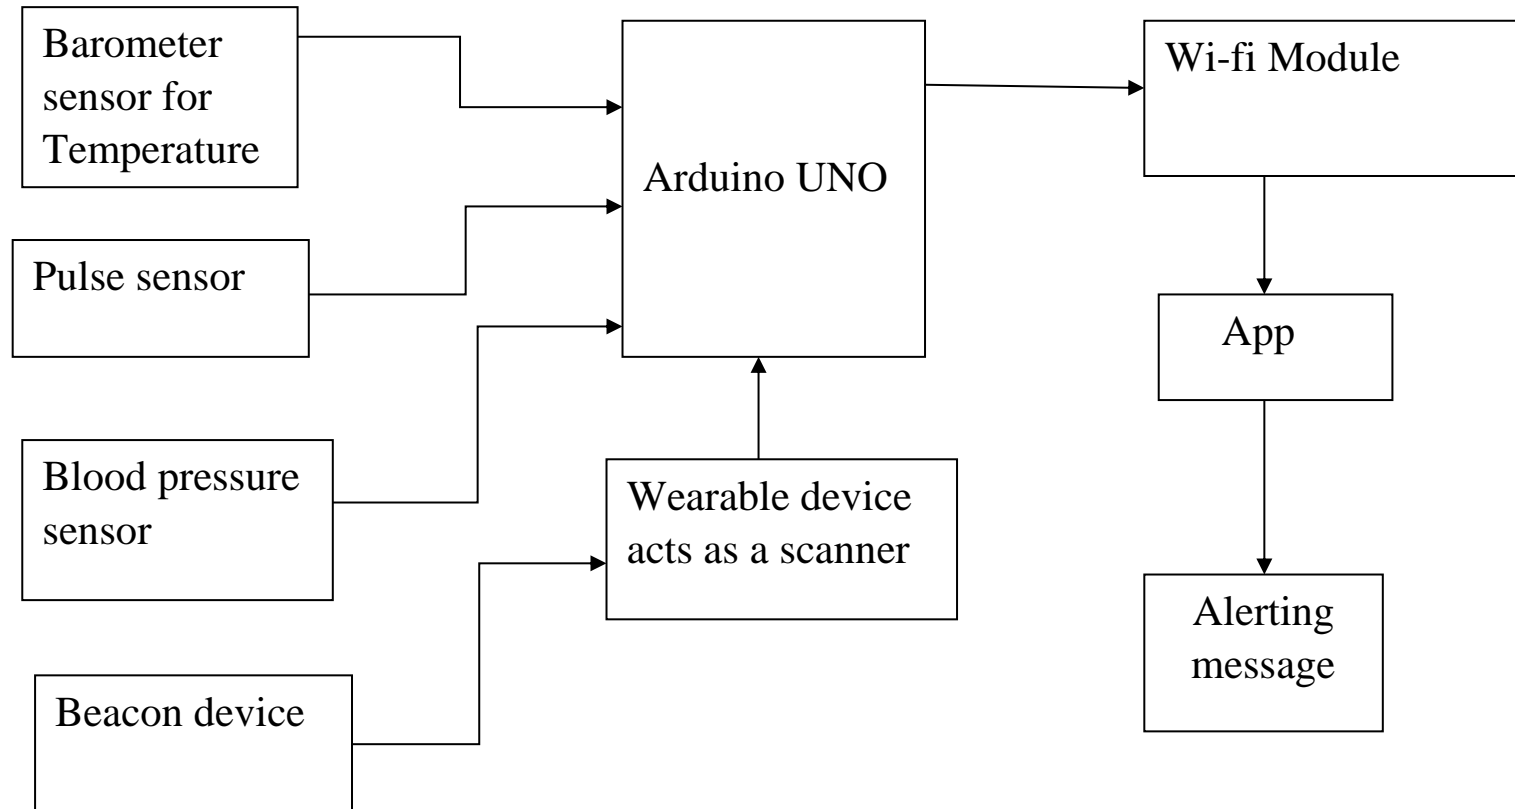 Barometer
sensor for
Temperature
Arduino UNO
Wi-fi Module
Pulse sensor
App
Blood pressure
sensor
Wearable device
acts as a scanner
Alerting
message
Beacon device